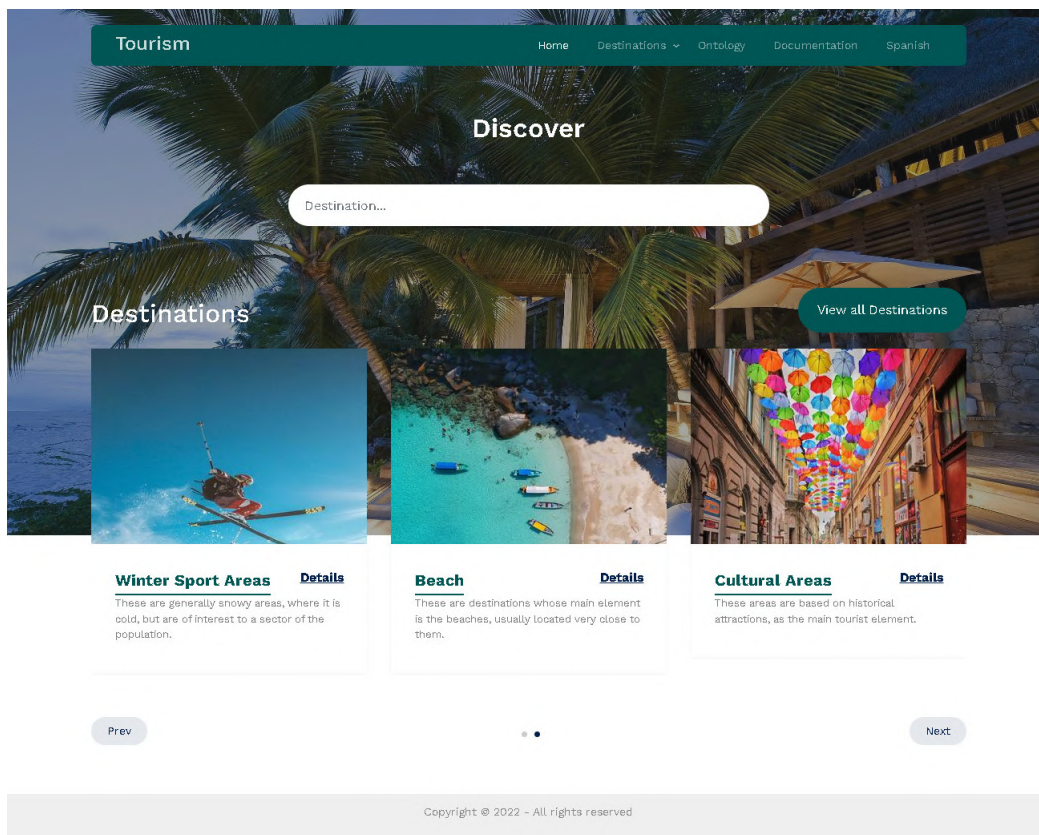 Tourism
Home Destinations Ontology Documentation Spanish
Discover
Destination...
Destinations
View all Destinations
Winter Sport Areas
Details
These are generally snowy areas, where it is
cold, but are of interest to a sector of the
population.
Beach
Details
These are destinations whose main element
is the beaches, usually located very close to
them.
Cultural Areas
Details
These areas are based on historical
attractions, as the main tourist element.
Prev
Next
Copyright © 2022 - All rights reserved